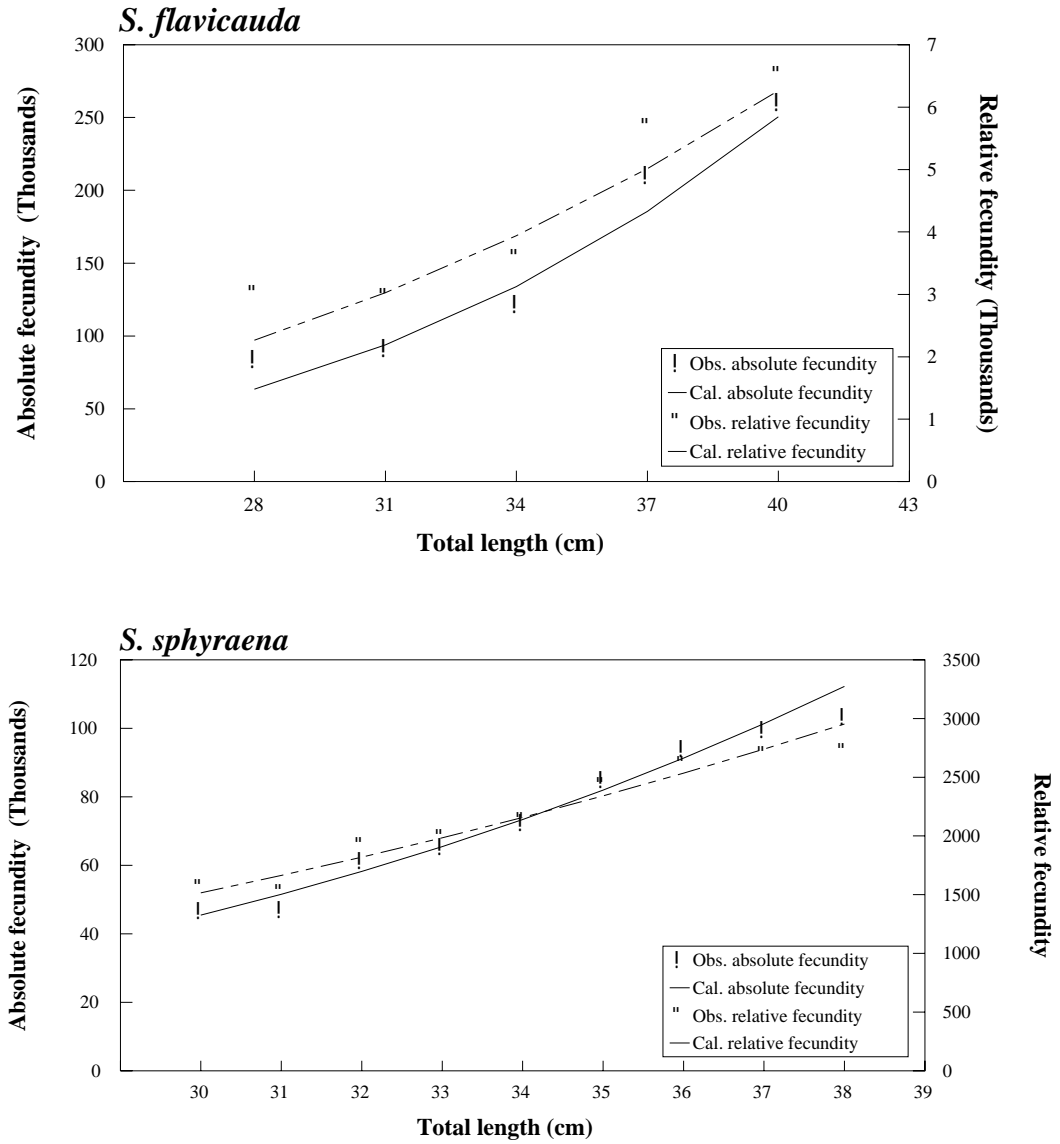 S. flavicauda
Absolute fecundity (Thousands)
300
250
200
150
100
50
0
7
6
5
4
3
2
1
0
Relative fecundity (Thousands)
! Obs. absolute fecundity
Cal. absolute fecundity
" Obs. relative fecundity
Cal. relative fecundity
28 31 34 37 40 43
Total length (cm)
S. sphyraena
Absolute fecundity (Thousands)
120
100
80
60
40
20
0
3500
3000
2500
2000
1500
1000
500
0
Relative fecundity
! Obs. absolute fecundity
Cal. absolute fecundity
" Obs. relative fecundity
Cal. relative fecundity
30 31 32 33 34 35 36 37 38 39
Total length (cm)